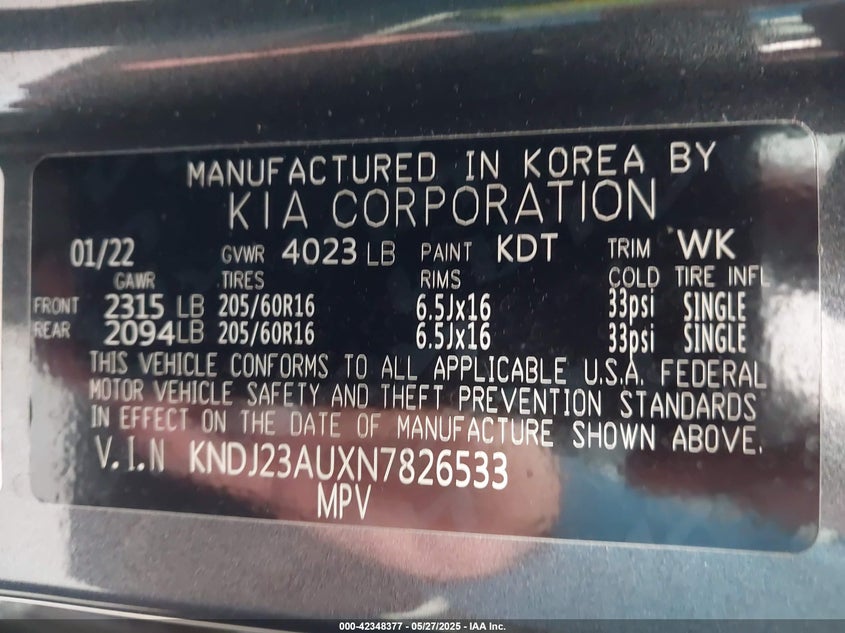 MANUFACTURED IN KOREA BY
KIA CORPORATION
01/22 GVWR 4023 LB PAINT KDT TRIM WK
GAWR TIRES RIMS COLD TIRE INFL
FRONT 2315 LB 205/60R16 6.5Jx16 33psi SINGLE
REAR 2094LB 205/60R16 6.5Jx16 33psi SINGLE
THIS VEHICLE CONFORMS TO ALL APPLICABLE U.S.A. FEDERAL
MOTOR VEHICLE SAFETY AND THEFT PREVENTION STANDARDS
IN EFFECT ON THE DATE OF MANUFACTURE SHOWN ABOVE.
V.I.N KNDJ23AUXN7826533
MPV
000-42348377 — 05/27/2025 — IAA Inc.